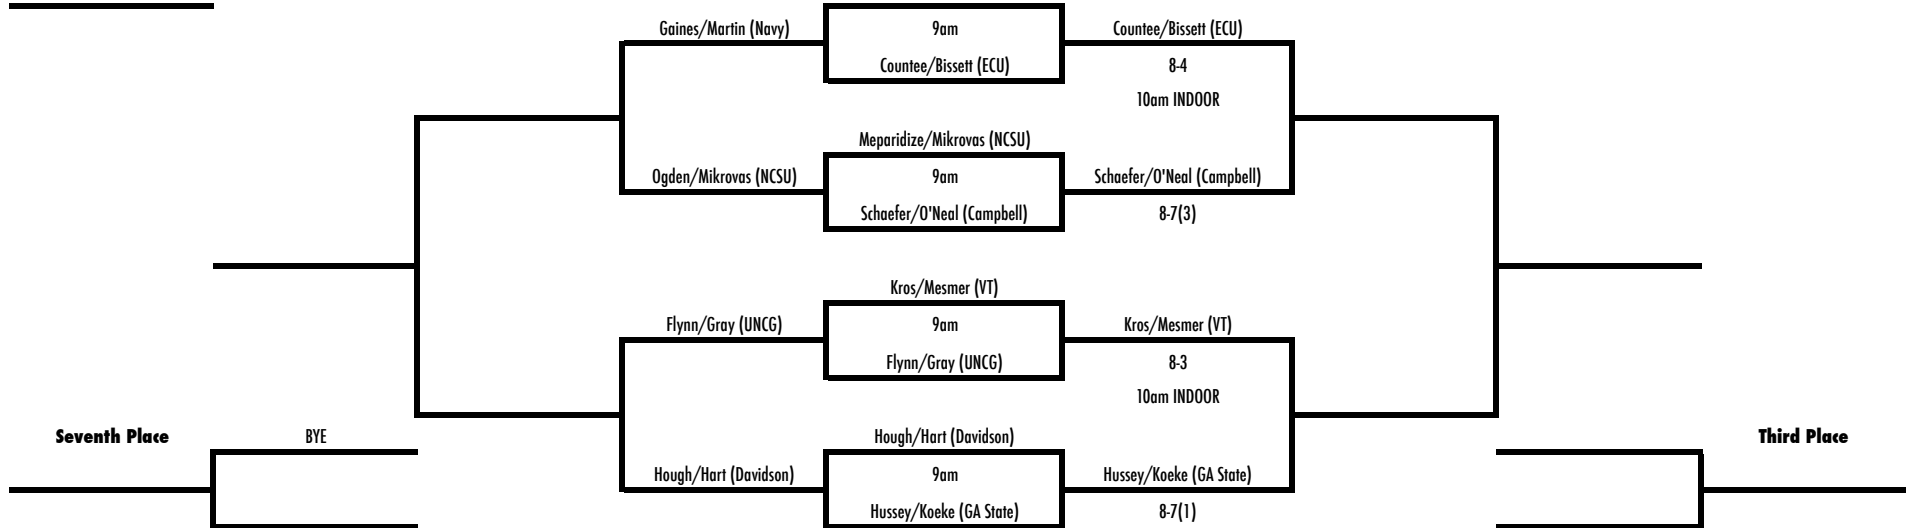 Gaines/Martin (Navy)
9am
Countee/Bissett (ECU)
Countee/Bissett (ECU)
8-4
10am INDOOR
Meparidize/Mikrovas (NCSU)
Ogden/Mikrovas (NCSU)
9am
Schaefer/O'Neal (Campbell)
Schaefer/O'Neal (Campbell)
8-7(3)
Kros/Mesmer (VT)
Flynn/Gray (UNCG)
9am
Kros/Mesmer (VT)
Flynn/Gray (UNCG)
8-3
10am INDOOR
Seventh Place
BYE
Hough/Hart (Davidson)
Third Place
Hough/Hart (Davidson)
9am
Hussey/Koeke (GA State)
Hussey/Koeke (GA State)
8-7(1)